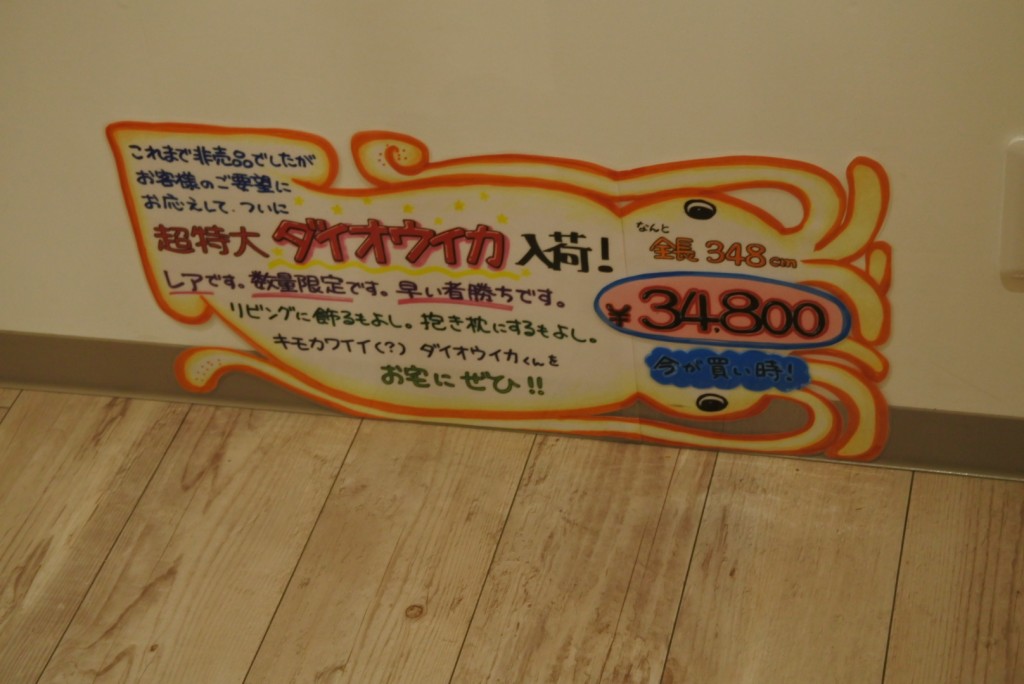 これまで非売品でしたが
お客様のご要望に
お応えして、ついに
超特大 ダイオウイカ 入荷!
レアです。数量限定です。早い者勝ちです。
リビングに飾るもよし。抱き枕にするもよし。
キモカワイイ(?) ダイオウイカくんを
お宅に ぜひ!!
なんと
全長 348cm
¥34,800
今が買い時!